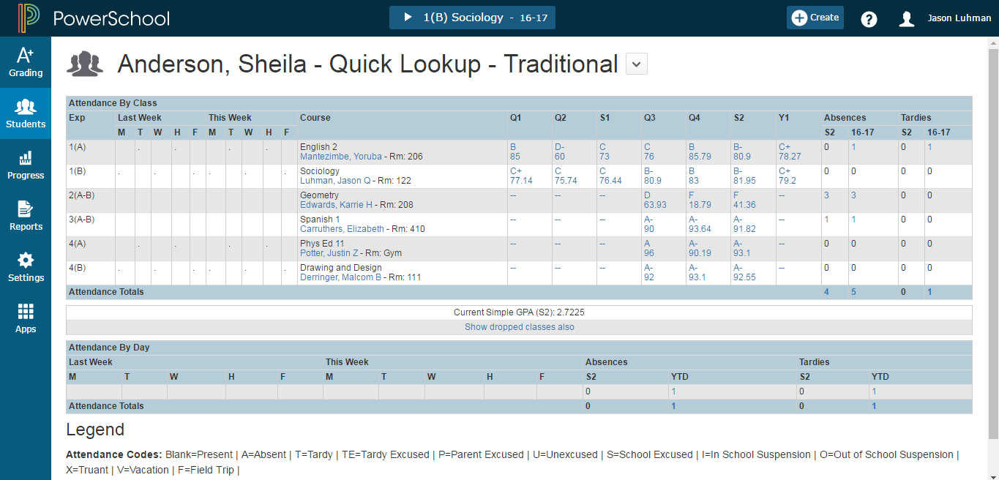 PowerSchool
1(B) Sociology - 16-17
Create
?
Jason Luhman
A+
Grading
Students
Progress
Reports
Settings
Apps
Anderson, Sheila - Quick Lookup - Traditional
Attendance By Class
Exp Last Week This Week Course Q1 Q2 S1 Q3 Q4 S2 Y1 Absences Tardies
M T W H F M T W H F S2 16-17 S2 16-17
1(A) . . . . English 2 B D- C C B B- C+ 0 1 0 1
Mantezimbe, Yoruba - Rm: 206 85 60 73 76 85.79 80.9 78.27
1(B) . . . . . . Sociology C+ C C B- B B- C+ 0 0 0 0
Luhman, Jason Q - Rm: 122 77.14 75.74 76.44 80.9 83 81.95 79.2
2(A-B) Geometry -- -- -- D F F -- 3 3 0 0
Edwards, Karrie H - Rm: 208 63.93 18.79 41.36
3(A-B) Spanish 1 -- -- -- A- A- A- -- 1 1 0 0
Carruthers, Elizabeth - Rm: 410 90 93.64 91.82
4(A) . . . . Phys Ed 11 -- -- -- A A- A- -- 0 0 0 0
Potter, Justin Z - Rm: Gym 96 90.19 93.1
4(B) . . . . . . Drawing and Design -- -- -- A- A- A- -- 0 0 0 0
Derringer, Malcom B - Rm: 111 92 93.1 92.55
Attendance Totals 4 5 0 1
Current Simple GPA (S2): 2.7225
Show dropped classes also
Attendance By Day
Last Week This Week Absences Tardies
M T W H F M T W H F S2 YTD S2 YTD
0 1 0 1
Attendance Totals 0 1 0 1
Legend
Attendance Codes: Blank=Present | A=Absent | T=Tardy | TE=Tardy Excused | P=Parent Excused | U=Unexcused | S=School Excused | I=In School Suspension | O=Out of School Suspension |
X=Truant | V=Vacation | F=Field Trip |